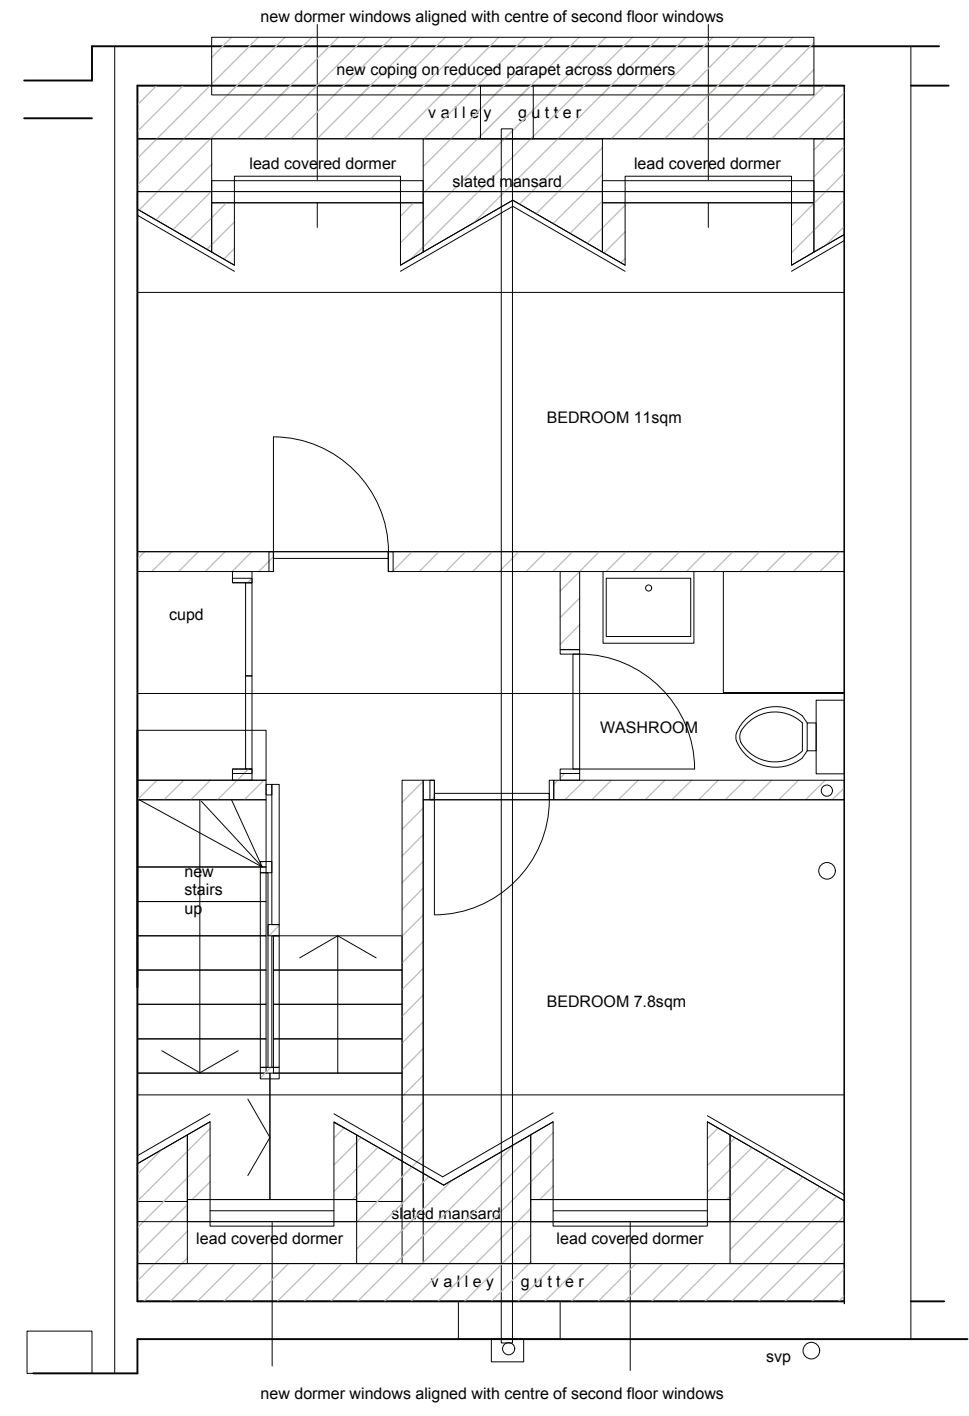 new dormer windows aligned with centre of second floor windows
new coping on reduced parapet across dormers
valley gutter
lead covered dormer
lead covered dormer
slated mansard
BEDROOM 11sqm
cupd
WASHROOM
new
stairs
up
BEDROOM 7.8sqm
slated mansard
lead covered dormer
lead covered dormer
valley gutter
svp
new dormer windows aligned with centre of second floor windows